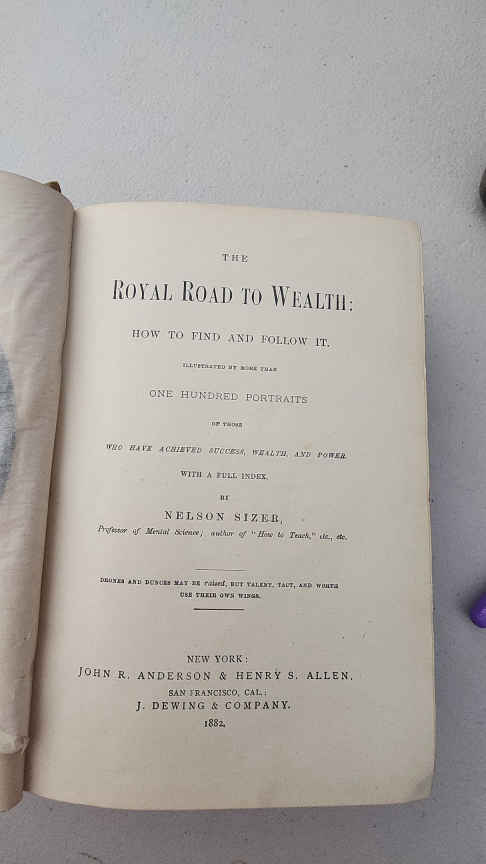 THE
ROYAL ROAD TO WEALTH:
HOW TO FIND AND FOLLOW IT.
ILLUSTRATED BY MORE THAN
ONE HUNDRED PORTRAITS
OF THOSE
WHO HAVE ACHIEVED SUCCESS, WEALTH, AND POWER.
WITH A FULL INDEX.
BY
NELSON SIZER,
Professor of Mental Science; author of "How to Teach," etc., etc.
DRONES AND DUNCES MAY BE raised, BUT TALENT, TACT, AND WORTH
USE THEIR OWN WINGS.
NEW YORK:
JOHN R. ANDERSON & HENRY S. ALLEN.
SAN FRANCISCO, CAL.:
J. DEWING & COMPANY.
1882.